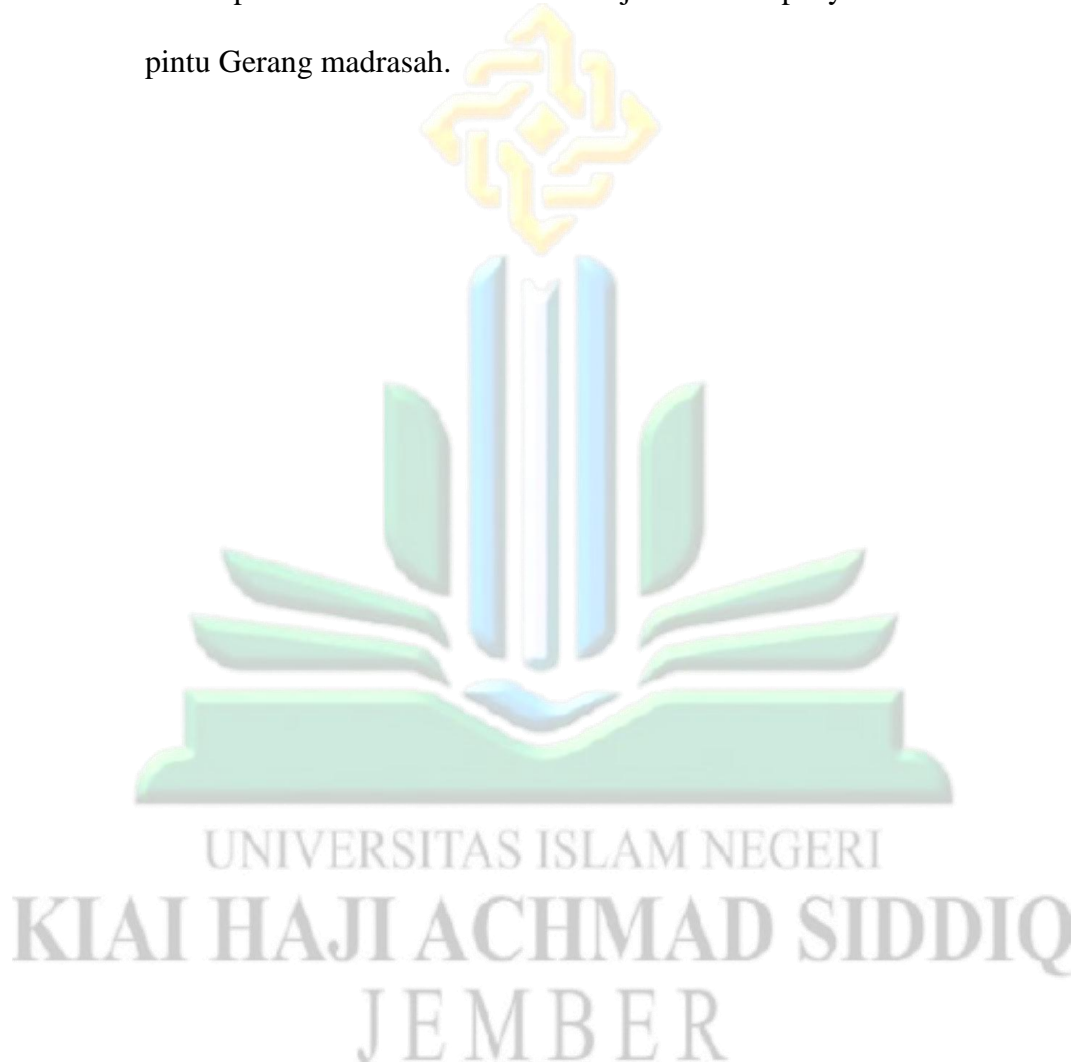 pintu Gerang madrasah.
UNIVERSITAS ISLAM NEGERI
KIAI HAJI ACHMAD SIDDIQ
JEMBER